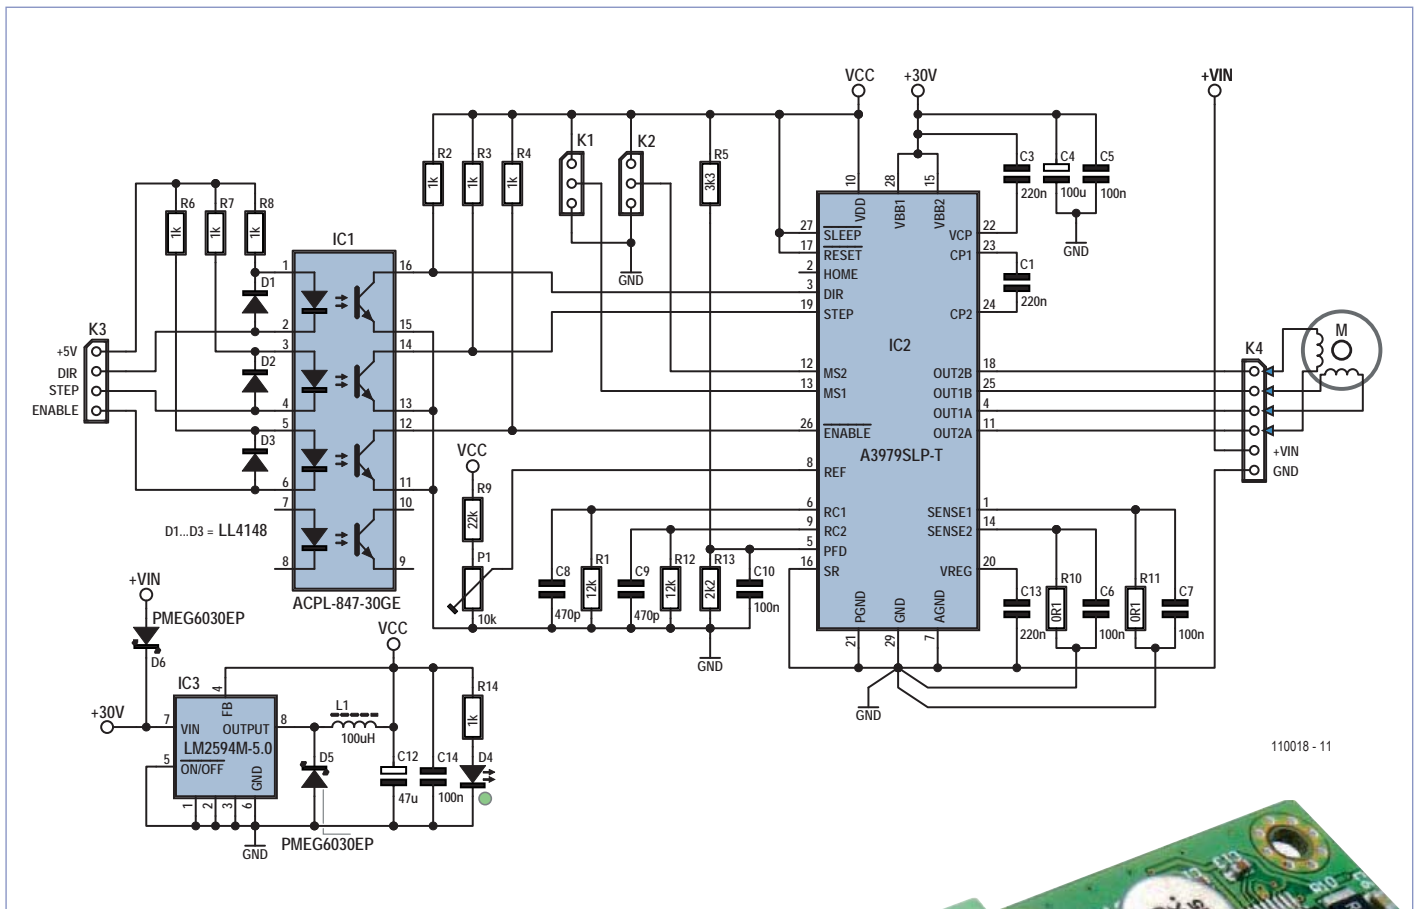 VCC
+30V
+VIN
K1
K2
R2
1k
R3
1k
R4
1k
R5
3k3
C3
220n
C4
100u
C5
100n
GND
R6
1k
R7
1k
R8
1k
IC1
1
2
3
4
5
6
7
8
16
15
14
13
12
11
10
9
ACPL-847-30GE
D1
D2
D3
D1...D3 = LL4148
K3
+5V
DIR
STEP
ENABLE
GND
10
28
15
VDD
VBB1
VBB2
27
SLEEP
17
RESET
2
HOME
3
DIR
19
STEP
12
MS2
13
MS1
26
ENABLE
8
REF
6
RC1
9
RC2
5
PFD
16
SR
IC2
A3979SLP-T
VCP
22
CP1
23
CP2
24
OUT2B
18
OUT1B
25
OUT1A
4
OUT2A
11
SENSE1
1
SENSE2
14
VREG
20
PGND
GND
AGND
21
29
7
C1
220n
K4
M
+VIN
GND
VCC
R9
22k
P1
10k
C8
470p
R1
12k
C9
470p
R12
12k
R13
2k2
C10
100n
GND
C13
220n
R10
0R1
C6
100n
R11
0R1
C7
100n
GND
+VIN
PMEG6030EP
D6
+30V
IC3
4
FB
7
VIN
OUTPUT
8
LM2594M-5.0
5
ON/OFF
GND
1
2
3
6
L1
100uH
VCC
D5
PMEG6030EP
C12
47u
C14
100n
R14
1k
D4
GND
110018 - 11
C13
R10